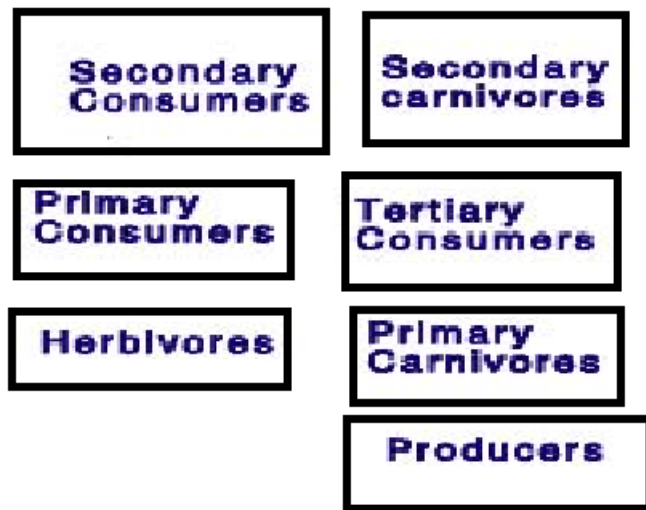 Secondary
Consumers
Secondary
carnivores
Primary
Consumers
Tertiary
Consumers
Herbivores
Primary
Carnivores
Producers